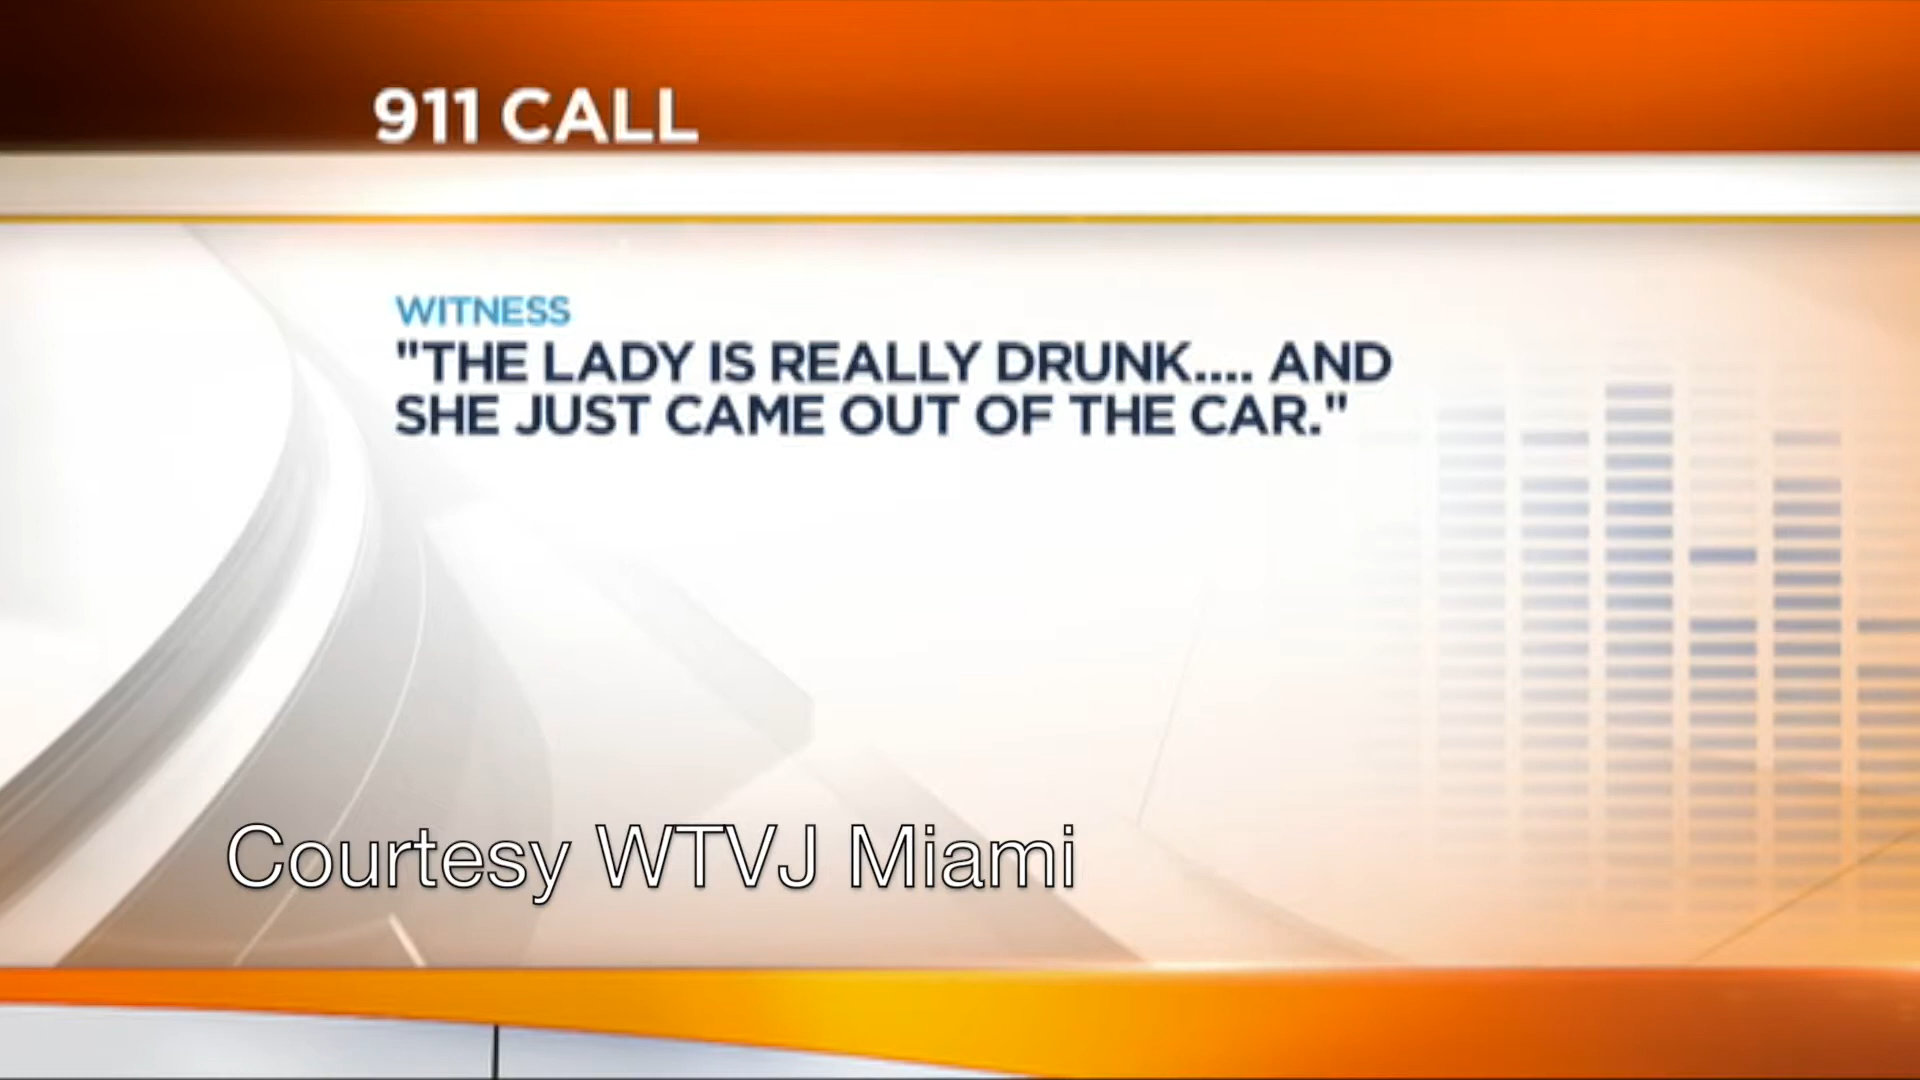 911 CALL
WITNESS
"THE LADY IS REALLY DRUNK.... AND
SHE JUST CAME OUT OF THE CAR."
Courtesy WTVJ Miami